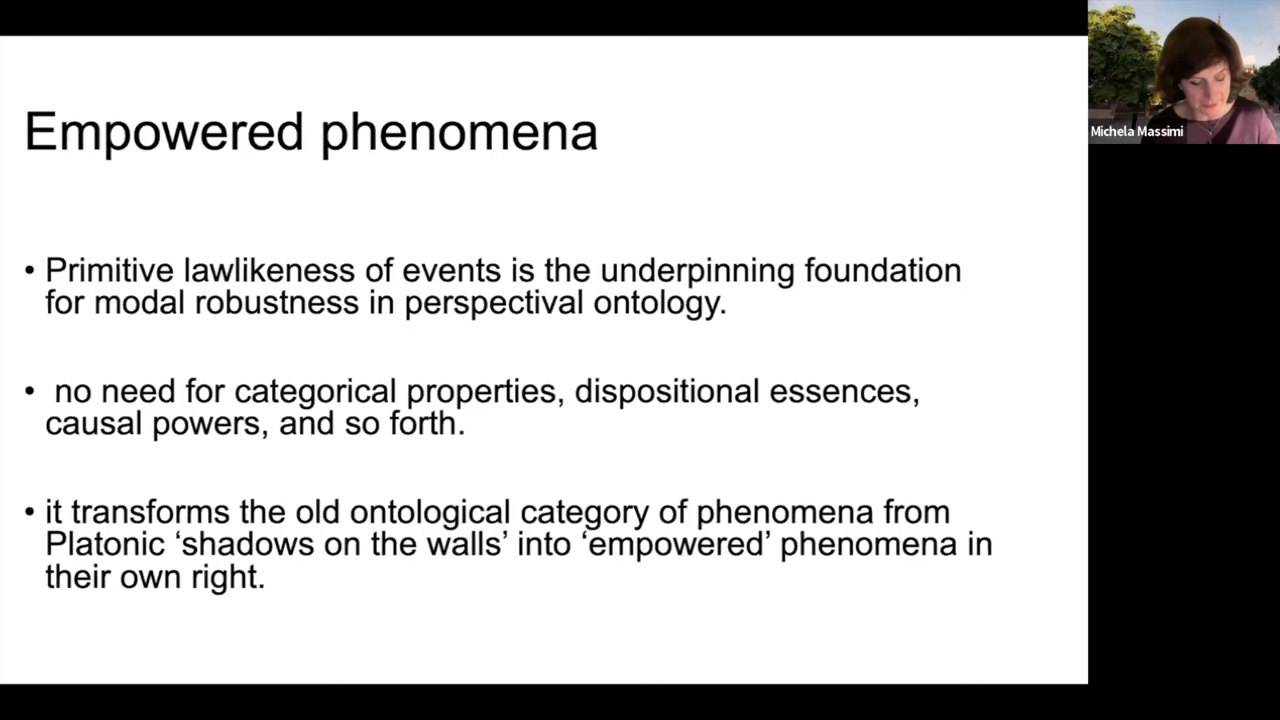 Empowered phenomena
• Primitive lawlikeness of events is the underpinning foundation
for modal robustness in perspectival ontology.
• no need for categorical properties, dispositional essences,
causal powers, and so forth.
• it transforms the old ontological category of phenomena from
Platonic ‘shadows on the walls’ into ‘empowered’ phenomena in
their own right.
Michela Massimi